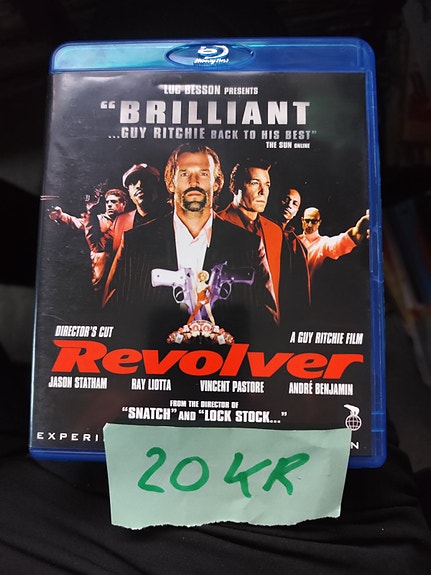 Blu-ray Disc
LUC BESSON PRESENTS
"BRILLIANT
...GUY RITCHIE BACK TO HIS BEST"
THE SUN ONLINE
DIRECTOR'S CUT
A GUY RITCHIE FILM
Revolver
JASON STATHAM RAY LIOTTA VINCENT PASTORE ANDRÉ BENJAMIN
FROM THE DIRECTOR OF
"SNATCH" AND "LOCK STOCK..."
EXPERI
N
20 KR